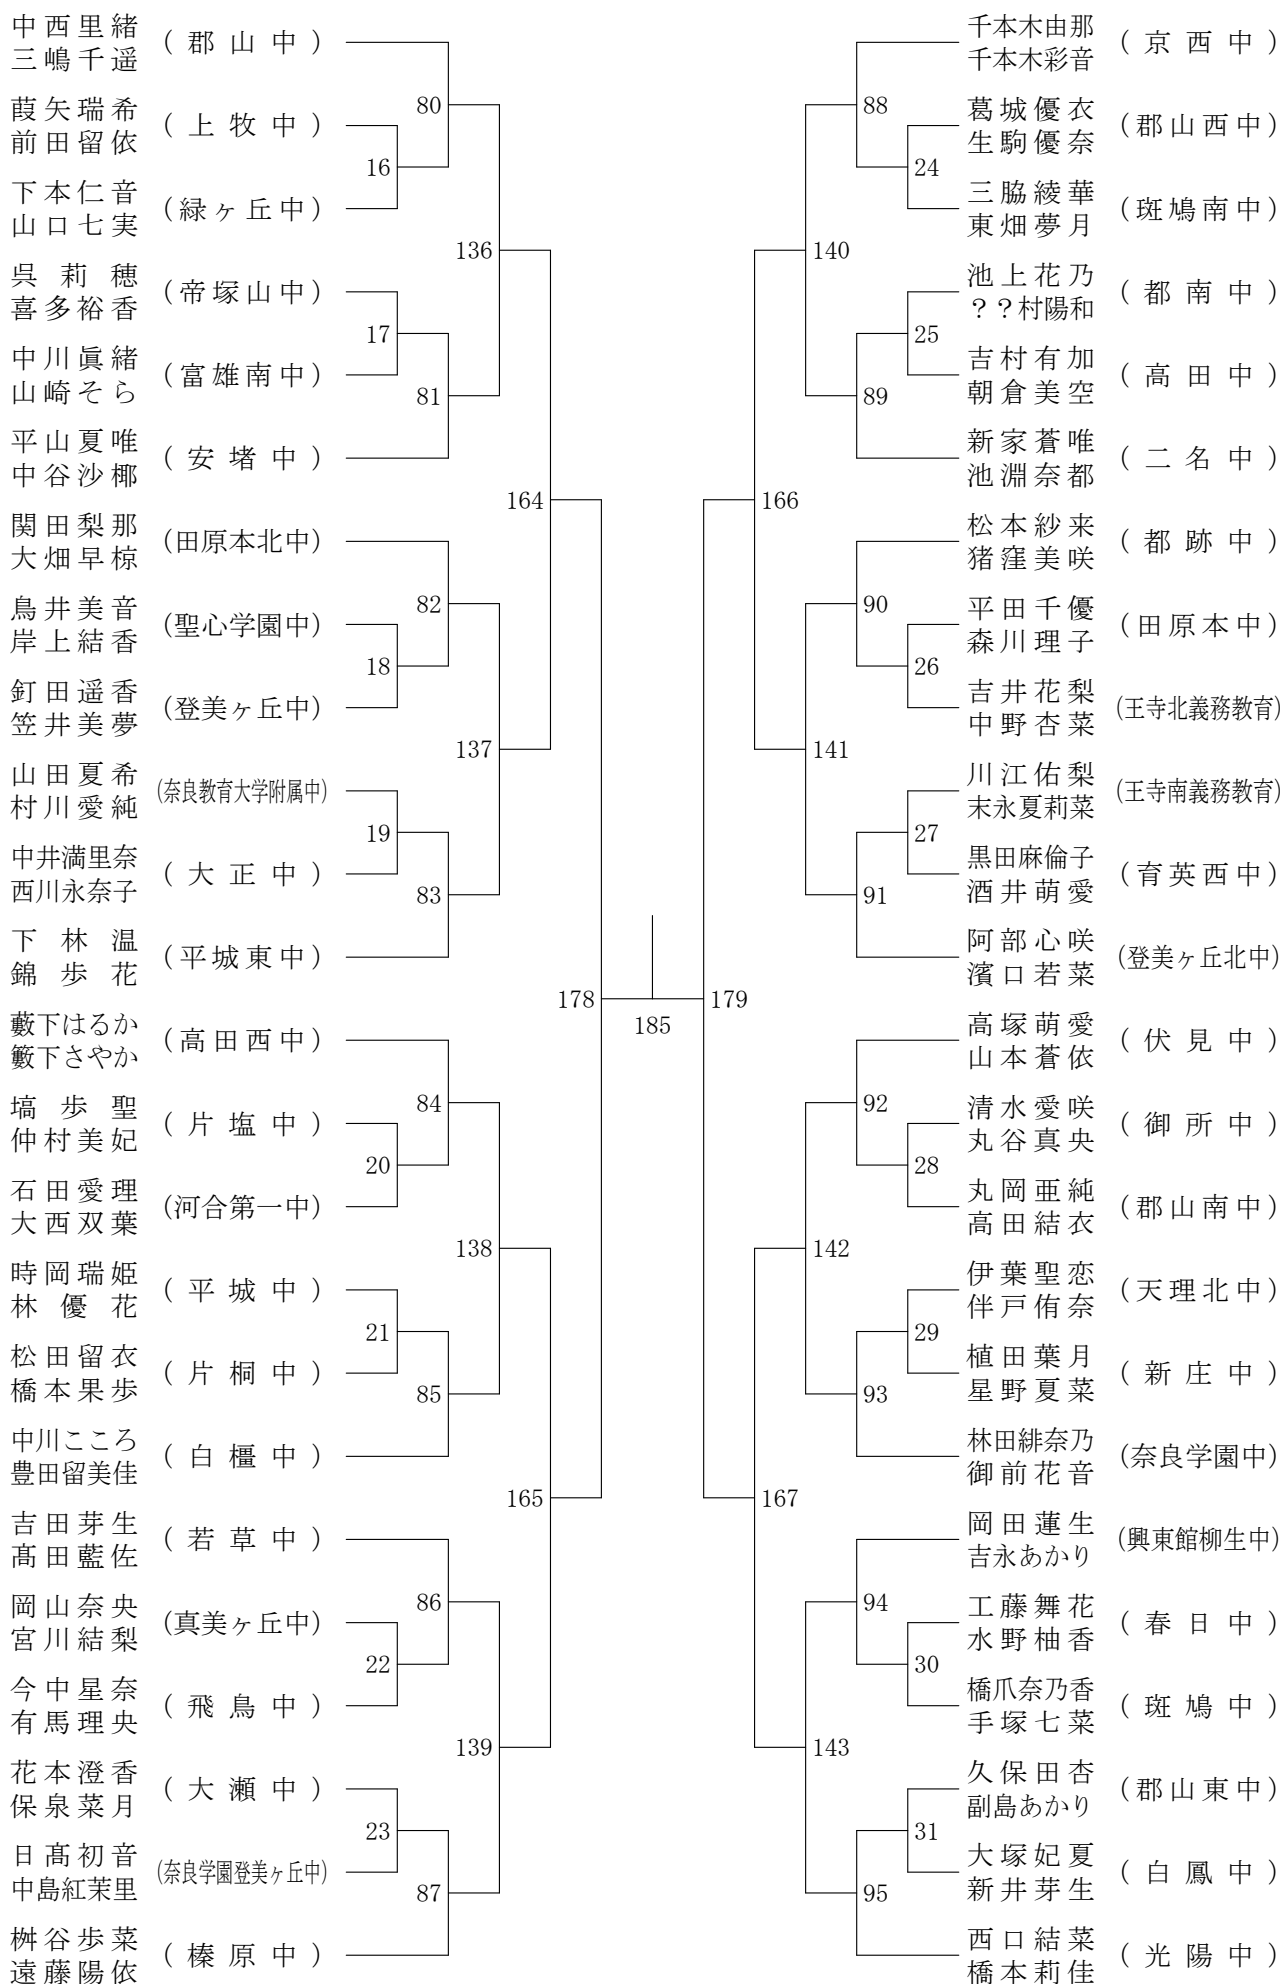 中西里緒
三嶋千遥
(郡山中)
葭矢瑞希
前田留依
(上牧中)
下本仁音
山口七実
(緑ヶ丘中)
呉莉穂
喜多裕香
(帝塚山中)
中川眞緒
山崎そら
(富雄南中)
平山夏唯
中谷沙椰
(安堵中)
関田梨那
大畑早椋
(田原本北中)
鳥井美音
岸上結香
(聖心学園中)
釘田遥香
笠井美夢
(登美ヶ丘中)
山田夏希
村川愛純
(奈良教育大学附属中)
中井満里奈
西川永奈子
(大正中)
下林温
錦歩花
(平城東中)
藪下はるか
籔下さやか
(高田西中)
塙歩聖
仲村美妃
(片塩中)
石田愛理
大西双葉
(河合第一中)
時岡瑞姫
林優花
(平城中)
松田留衣
橋本果歩
(片桐中)
中川こころ
豊田留美佳
(白橿中)
吉田芽生
髙田藍佐
(若草中)
岡山奈央
宮川結梨
(真美ヶ丘中)
今中星奈
有馬理央
(飛鳥中)
花本澄香
保泉菜月
(大瀬中)
日髙初音
中島紅茉里
(奈良学園登美ヶ丘中)
桝谷歩菜
遠藤陽依
(榛原中)
16
17
18
19
20
21
22
23
80
81
82
83
84
85
86
87
136
137
138
139
164
165
178
185
179
166
167
140
141
142
143
88
89
90
91
92
93
94
95
24
25
26
27
28
29
30
31
千本木由那
千本木彩音
(京西中)
葛城優衣
生駒優奈
(郡山西中)
三脇綾華
東畑夢月
(斑鳩南中)
池上花乃
??村陽和
(都南中)
吉村有加
朝倉美空
(高田中)
新家蒼唯
池淵奈都
(二名中)
松本紗来
猪窪美咲
(都跡中)
平田千優
森川理子
(田原本中)
吉井花梨
中野杏菜
(王寺北義務教育)
川江佑梨
末永夏莉菜
(王寺南義務教育)
黒田麻倫子
酒井萌愛
(育英西中)
阿部心咲
濱口若菜
(登美ヶ丘北中)
高塚萌愛
山本蒼依
(伏見中)
清水愛咲
丸谷真央
(御所中)
丸岡亜純
高田結衣
(郡山南中)
伊葉聖恋
伴戸侑奈
(天理北中)
植田葉月
星野夏菜
(新庄中)
林田緋奈乃
御前花音
(奈良学園中)
岡田蓮生
吉永あかり
(興東館柳生中)
工藤舞花
水野柚香
(春日中)
橋爪奈乃香
手塚七菜
(斑鳩中)
久保田杏
副島あかり
(郡山東中)
大塚妃夏
新井芽生
(白鳳中)
西口結菜
橋本莉佳
(光陽中)